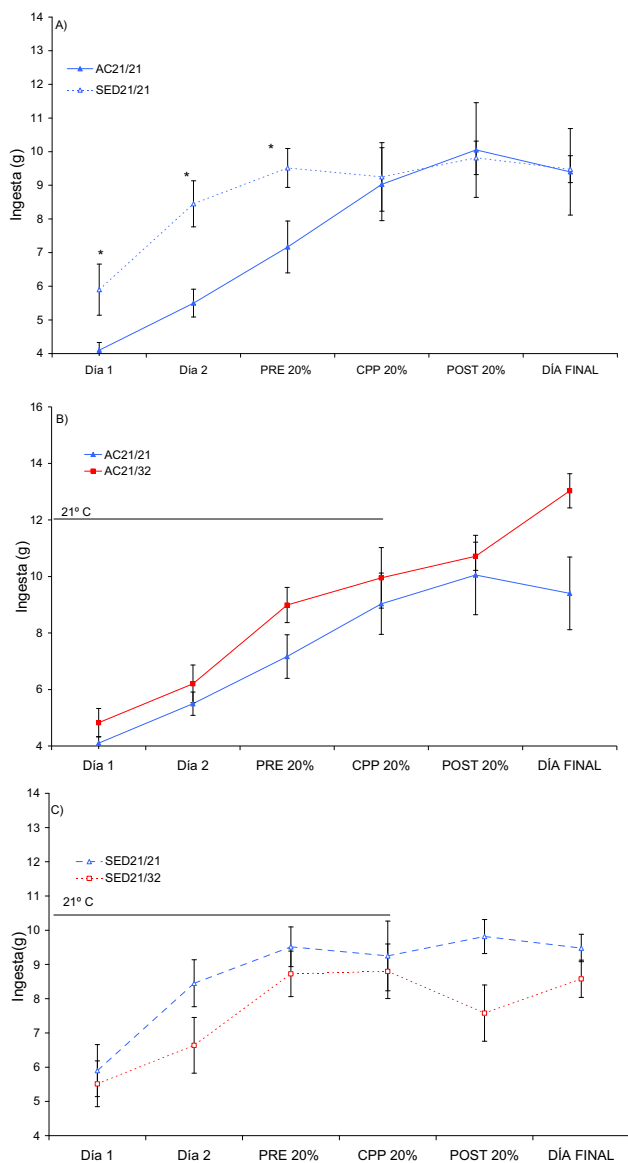 A)
14
13
12
11
10
9
8
7
6
5
4
Ingesta (g)
AC21/21
SED21/21
*
*
*
Día 1
Día 2
PRE 20%
CPP 20%
POST 20%
DÍA FINAL
B)
16
14
12
10
8
6
4
Ingesta (g)
AC21/21
AC21/32
21º C
Día 1
Día 2
PRE 20%
CPP 20%
POST 20%
DÍA FINAL
C)
14
13
12
11
10
9
8
7
6
5
4
Ingesta(g)
SED21/21
SED21/32
21º C
Día 1
Día 2
PRE 20%
CPP 20%
POST 20%
DÍA FINAL